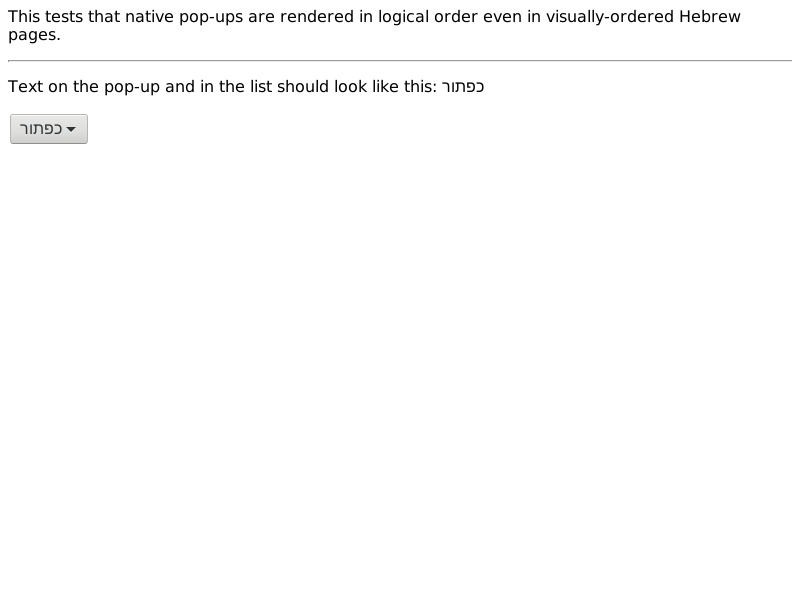 This tests that native pop-ups are rendered in logical order even in visually-ordered Hebrew
pages.
Text on the pop-up and in the list should look like this: כפתור
כפתור